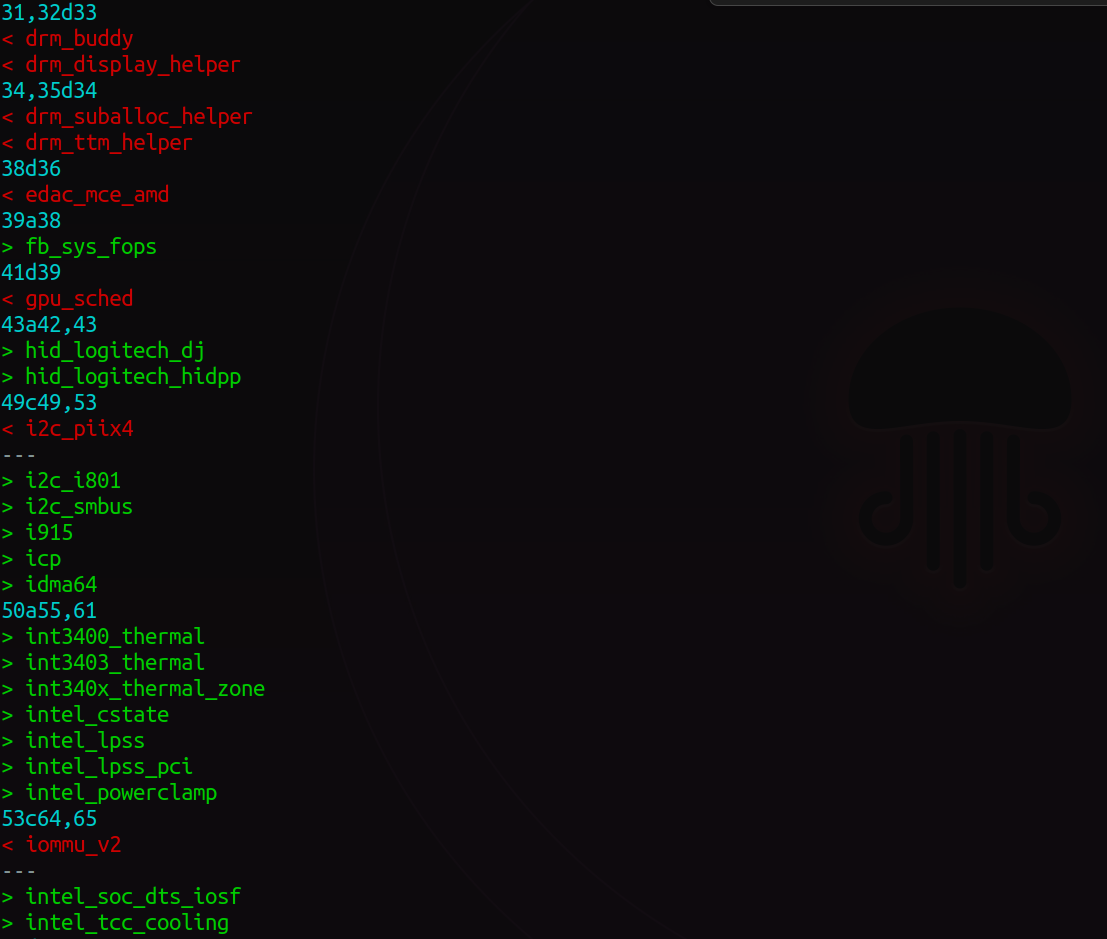 31,32d33
< drm_buddy
< drm_display_helper
34,35d34
< drm_suballoc_helper
< drm_ttm_helper
38d36
< edac_mce_amd
39a38
> fb_sys_fops
41d39
< gpu_sched
43a42,43
> hid_logitech_dj
> hid_logitech_hidpp
49c49,53
< i2c_piix4
---
> i2c_i801
> i2c_smbus
> i915
> icp
> idma64
50a55,61
> int3400_thermal
> int3403_thermal
> int340x_thermal_zone
> intel_cstate
> intel_lpss
> intel_lpss_pci
> intel_powerclamp
53c64,65
< iommu_v2
---
> intel_soc_dts_iosf
> intel_tcc_cooling